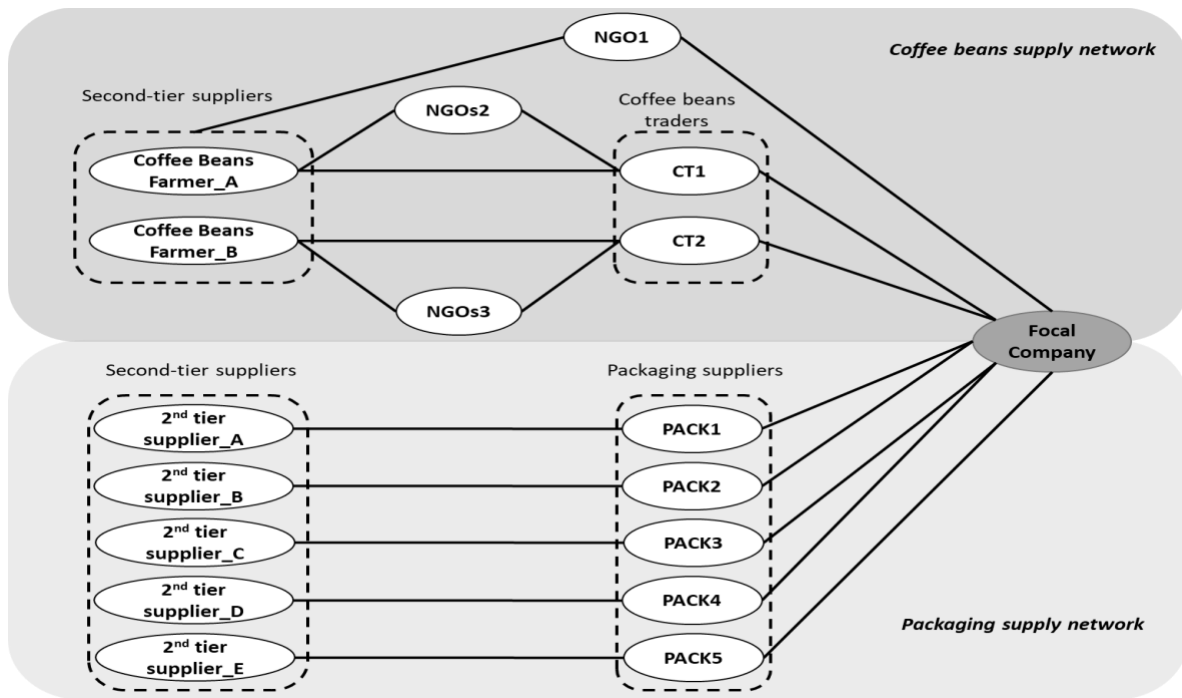 NGO1
Coffee beans supply network
Second-tier suppliers
NGOs2
Coffee beans
traders
Coffee Beans
Farmer_A
CT1
Coffee Beans
Farmer_B
CT2
NGOs3
Focal
Company
Second-tier suppliers
Packaging suppliers
2nd tier
supplier_A
PACK1
2nd tier
supplier_B
PACK2
2nd tier
supplier_C
PACK3
2nd tier
supplier_D
PACK4
Packaging supply network
2nd tier
supplier_E
PACK5